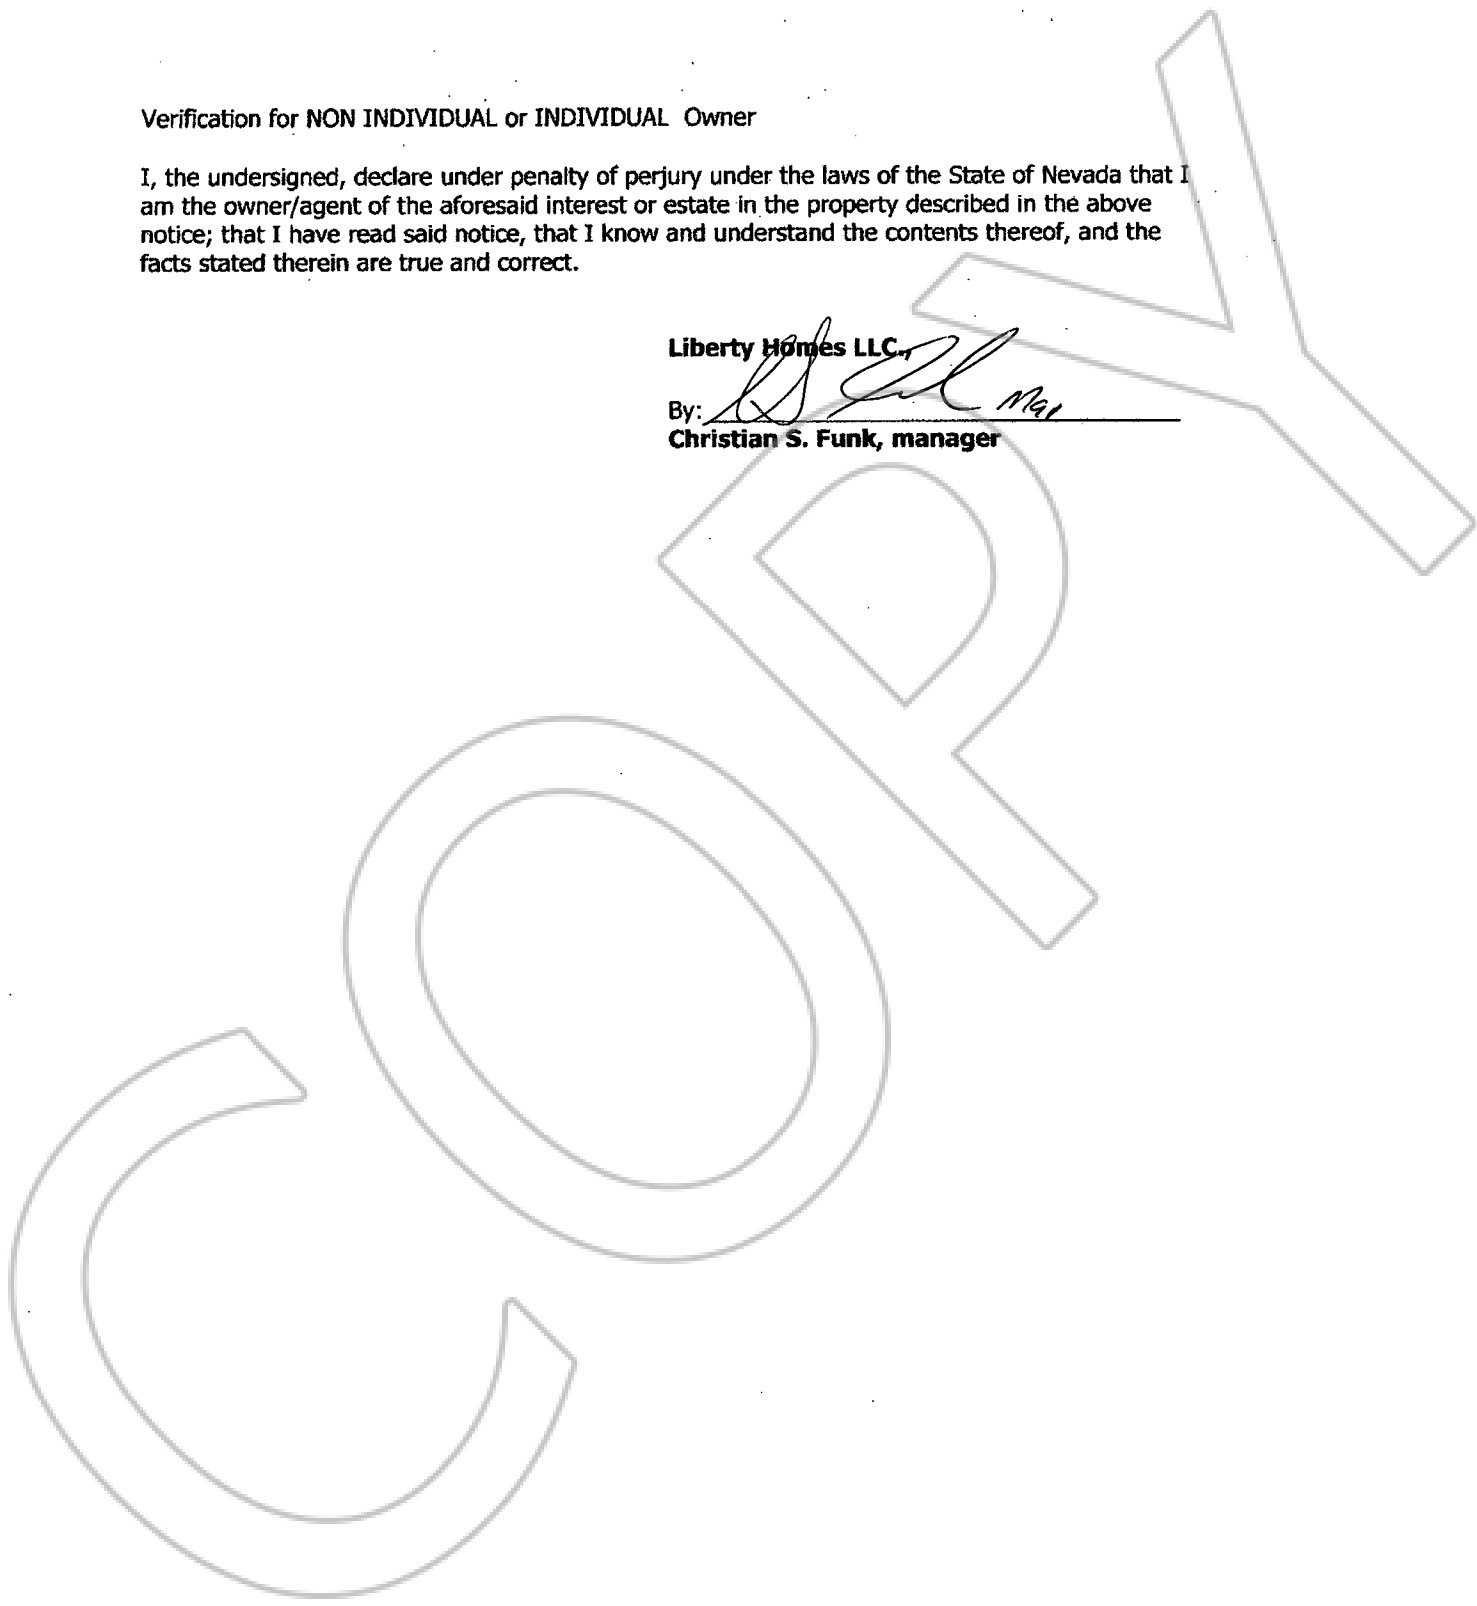 Verification for NON INDIVIDUAL or INDIVIDUAL Owner
I, the undersigned, declare under penalty of perjury under the laws of the State of Nevada that I
am the owner/agent of the aforesaid interest or estate in the property described in the above
notice; that I have read said notice, that I know and understand the contents thereof, and the
facts stated therein are true and correct.
Liberty Homes LLC.,
By:
Christian S. Funk, manager
COPY